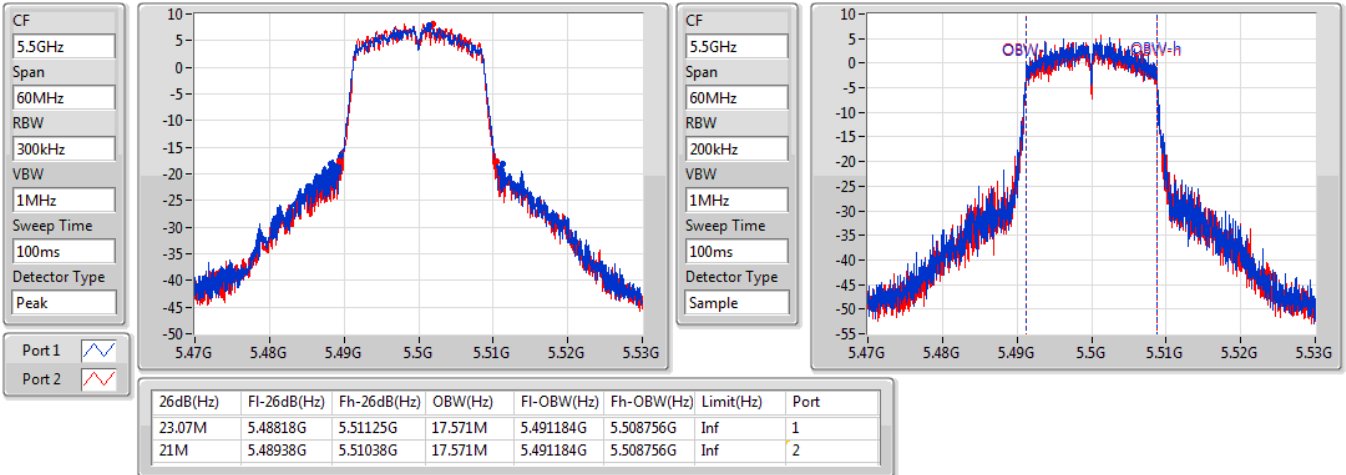 CF
5.5GHz
Span
60MHz
RBW
300kHz
VBW
1MHz
Sweep Time
100ms
Detector Type
Peak
10
5
0
-5
-10
-15
-20
-25
-30
-35
-40
-45
-50
5.47G 5.48G 5.49G 5.5G 5.51G 5.52G 5.53G
CF
5.5GHz
Span
60MHz
RBW
200kHz
VBW
1MHz
Sweep Time
100ms
Detector Type
Sample
10
5
0
-5
-10
-15
-20
-25
-30
-35
-40
-45
-50
-55
OBW-l OBW-h
5.47G 5.48G 5.49G 5.5G 5.51G 5.52G 5.53G
Port 1
Port 2
26dB(Hz) Fl-26dB(Hz) Fh-26dB(Hz) OBW(Hz) Fl-OBW(Hz) Fh-OBW(Hz) Limit(Hz) Port
23.07M 5.48818G 5.51125G 17.571M 5.491184G 5.508756G Inf 1
21M 5.48938G 5.51038G 17.571M 5.491184G 5.508756G Inf 2